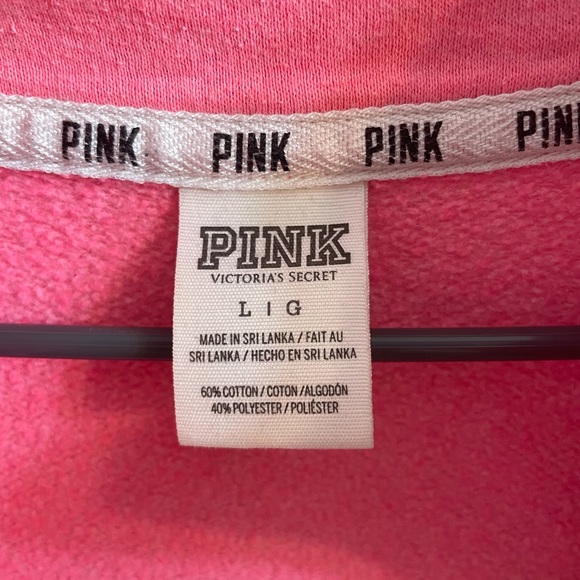 PINK PINK PINK PINK
PINK
VICTORIA'S SECRET
L | G
MADE IN SRI LANKA / FAIT AU
SRI LANKA / HECHO EN SRI LANKA
60% COTTON / COTON / ALGODÓN
40% POLYESTER / POLIÉSTER